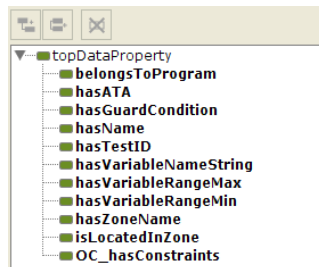 topDataProperty
belongsToProgram
hasATA
hasGuardCondition
hasName
hasTestID
hasVariableNameString
hasVariableRangeMax
hasVariableRangeMin
hasZoneName
isLocatedInZone
OC_hasConstraints